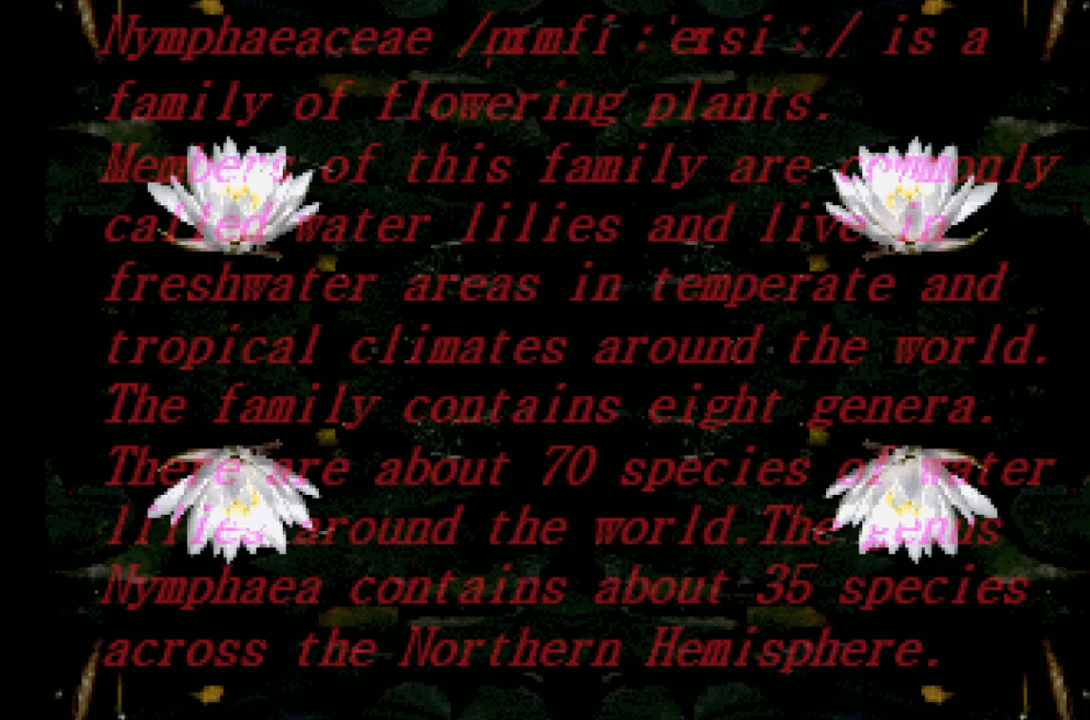 Nymphaeaceae /ˌnɪmfiːˈeɪsiː/ is a
family of flowering plants.
Members of this family are commonly
called water lilies and live in
freshwater areas in temperate and
tropical climates around the world.
The family contains eight genera.
There are about 70 species of water
lilies around the world.The genus
Nymphaea contains about 35 species
across the Northern Hemisphere.